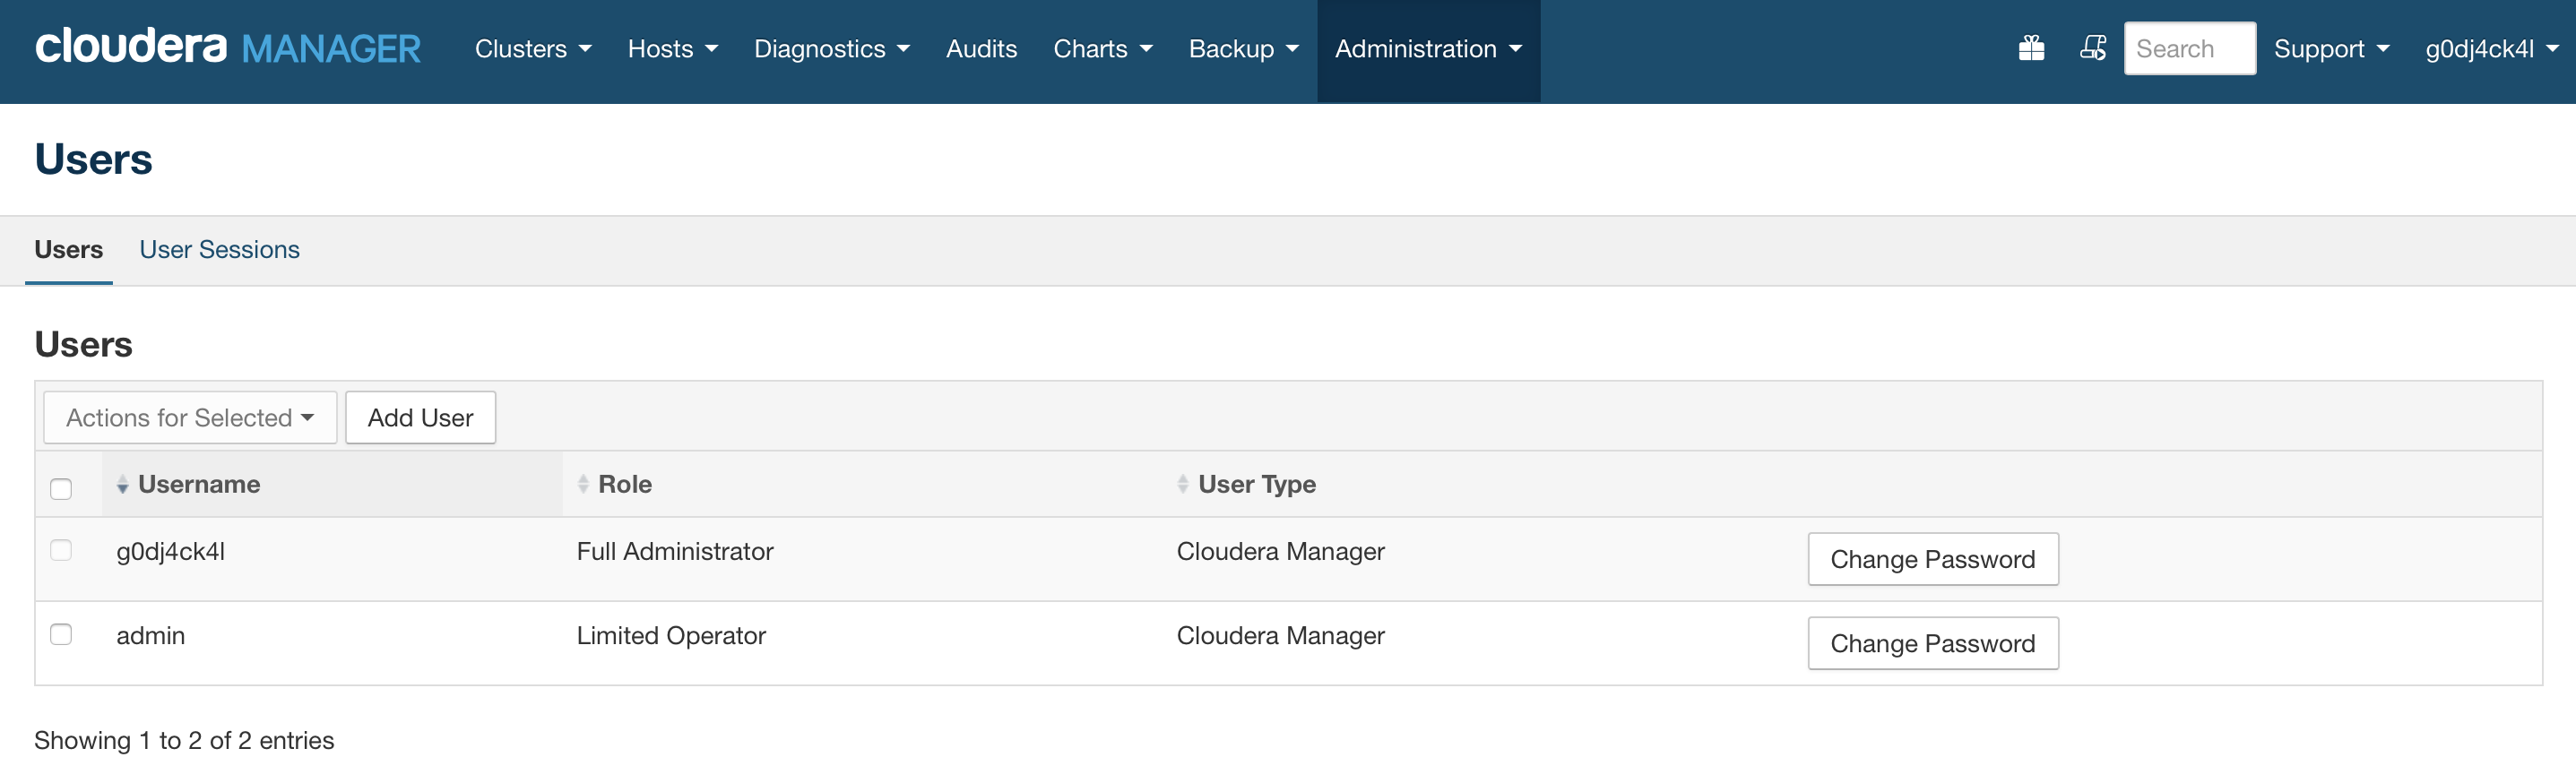 cloudera MANAGER Clusters Hosts Diagnostics Audits Charts Backup Administration Search Support g0dj4ck4l
Users
Users User Sessions
Users
Actions for Selected Add User
Username Role User Type
g0dj4ck4l Full Administrator Cloudera Manager Change Password
admin Limited Operator Cloudera Manager Change Password
Showing 1 to 2 of 2 entries